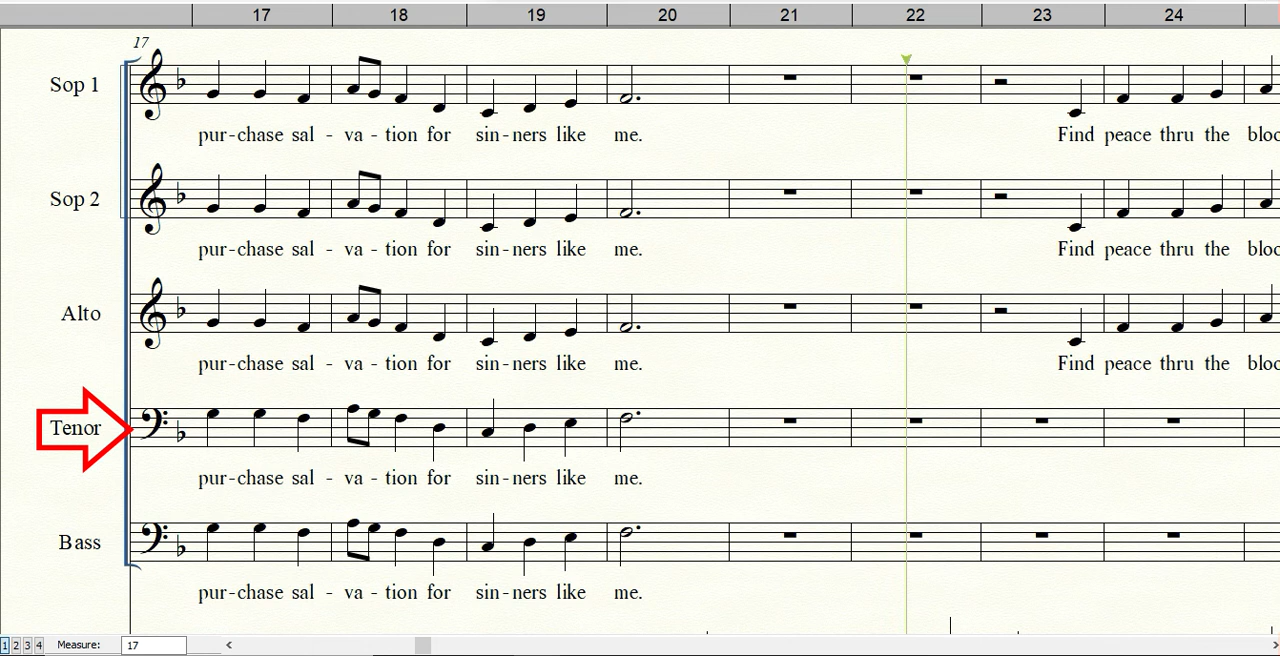 17 18 19 20 21 22 23 24
17
Sop 1
pur-chase sal - va - tion for sin-ners like me. Find peace thru the bloc
Sop 2
pur-chase sal - va - tion for sin-ners like me. Find peace thru the bloc
Alto
pur-chase sal - va - tion for sin-ners like me. Find peace thru the bloc
Tenor
pur-chase sal - va - tion for sin-ners like me.
Bass
pur-chase sal - va - tion for sin-ners like me.
1 2 3 4 Measure: 17